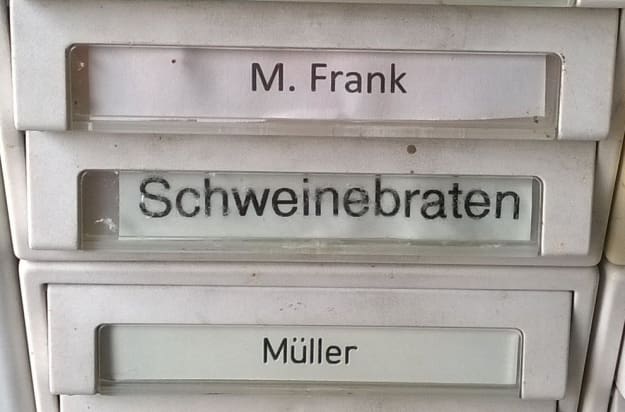 M. Frank
Schweinebraten
Müller